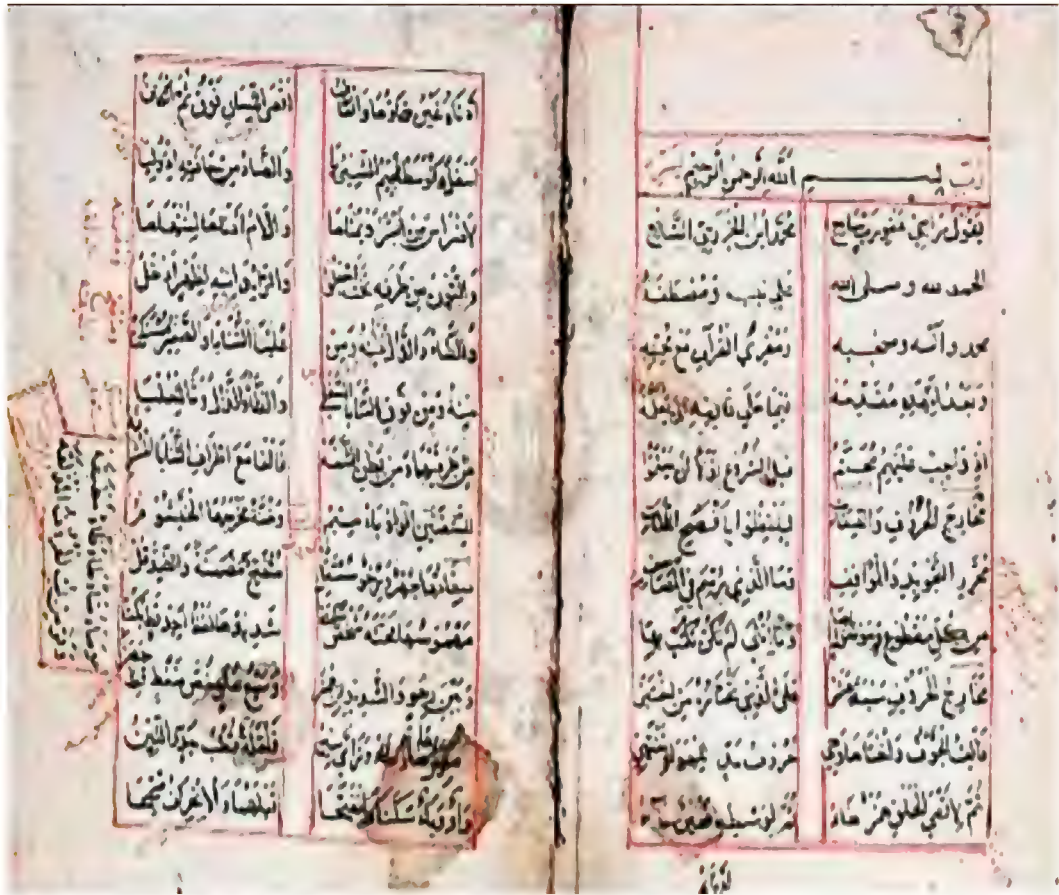 رب بسم الله الرحمن الرحيم يسر
يقول راجي عفو رب سامع محمد ابن الجزري الشافعي
الحمد لله وصلى الله على نبيه ومصطفاه
محمد وآله وصحبه ومقرئ القرآن مع محبه
وبعد إن هذه مقدمه فيما على قارئه أن يعلمه
إذ واجب عليهم محتم قبل الشروع أولا أن يعلموا
مخارج الحروف والصفات ليلفظوا بأفصح اللغات
محرري التجويد والمواقف وما الذي رسم في المصاحف
من كل مقطوع وموصول بها وتاء أنثى لم تكن تكتب بها
مخارج الحروف سبعة عشر على الذي يختاره من اختبر
فألف الجوف وأختاها وهي حروف مد للهواء تنتهي
ثم لأقصى الحلق همز هاء ثم لوسطه فعين حاء
أدناه
أدناه غين خاؤها والقاف أقصى اللسان فوق ثم الكاف
أسفل والوسط فجيم الشين يا والضاد من حافته إذ وليا
لاضراس من أيسر أو يمناها واللام أدناها لمنتهاها
والنون من طرفه تحت اجعلوا والرا يدانيه لظهر أدخل
والطاء والدال وتا منه ومن عليا الثنايا والصفير مستكن
منه ومن فوق الثنايا السفلى والظاء والذال وثا للعليا
من طرفيهما ومن بطن الشفه فالفا مع اطراف الثنايا المشرفه
للشفتين الواو باء ميم وغنة مخرجها الخيشوم
صفاتها جهر ورخو مستفل منفتح مصمتة والضد قل
مهموسها فحثه شخص سكت شديدها لفظ أجد قط بكت
وبين رخو والشديد لن عمر وسبع علو خص ضغط قظ حصر
صفيرها صاد وزاي سين قلقلة قطب جد واللين
واو وياء سكنا وانفتحا قبلهما والانحراف صححا
وصاد ضاد طاء ظاء مطبقه
وفر من لب الحروف المذلقه